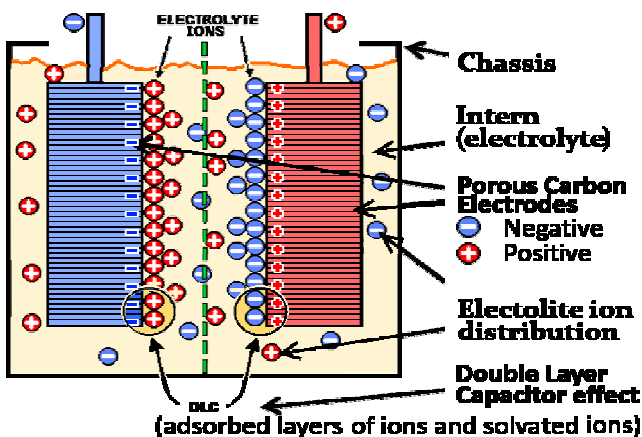 ELECTROLYTE
IONS
Chassis
Intern
(electrolyte)
Porous Carbon
Electrodes
Negative
Positive
Electolite ion
distribution
Double Layer
Capacitor effect
DLC
(adsorbed layers of ions and solvated ions)